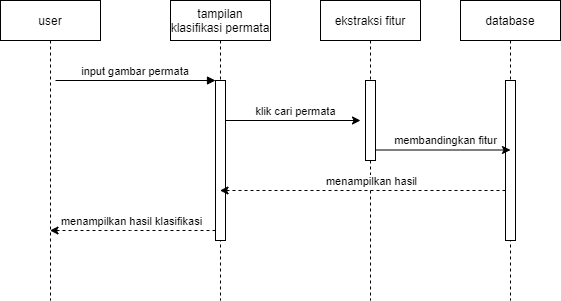 user
tampilan
klasifikasi permata
ekstraksi fitur
database
input gambar permata
klik cari permata
membandingkan fitur
menampilkan hasil
menampilkan hasil klasifikasi